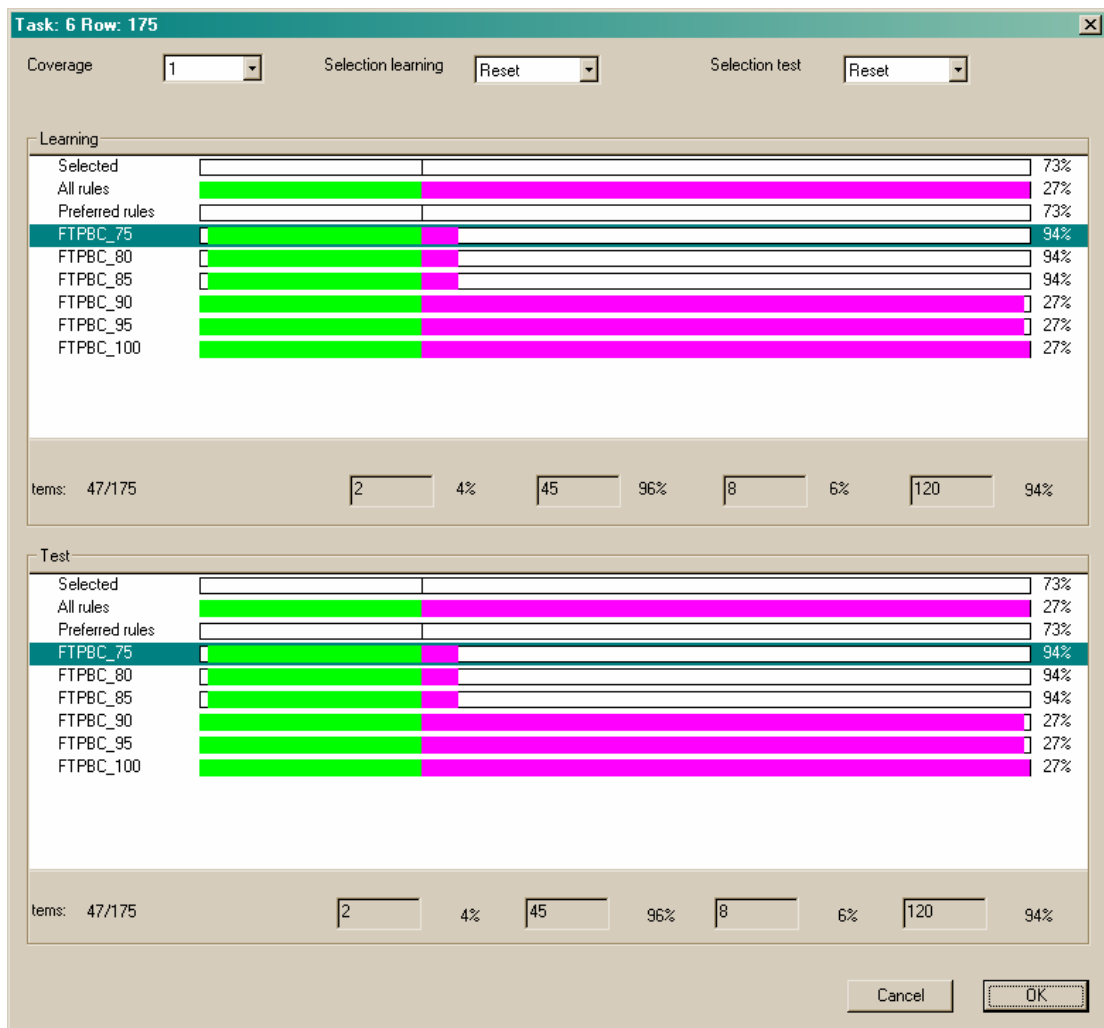 Task: 6 Row: 175
Coverage 1 Selection learning Reset Selection test Reset
Learning
Selected 73%
All rules 27%
Preferred rules 73%
FTPBC_75 94%
FTPBC_80 94%
FTPBC_85 94%
FTPBC_90 27%
FTPBC_95 27%
FTPBC_100 27%
tems: 47/175 2 4% 45 96% 8 6% 120 94%
Test
Selected 73%
All rules 27%
Preferred rules 73%
FTPBC_75 94%
FTPBC_80 94%
FTPBC_85 94%
FTPBC_90 27%
FTPBC_95 27%
FTPBC_100 27%
tems: 47/175 2 4% 45 96% 8 6% 120 94%
Cancel OK